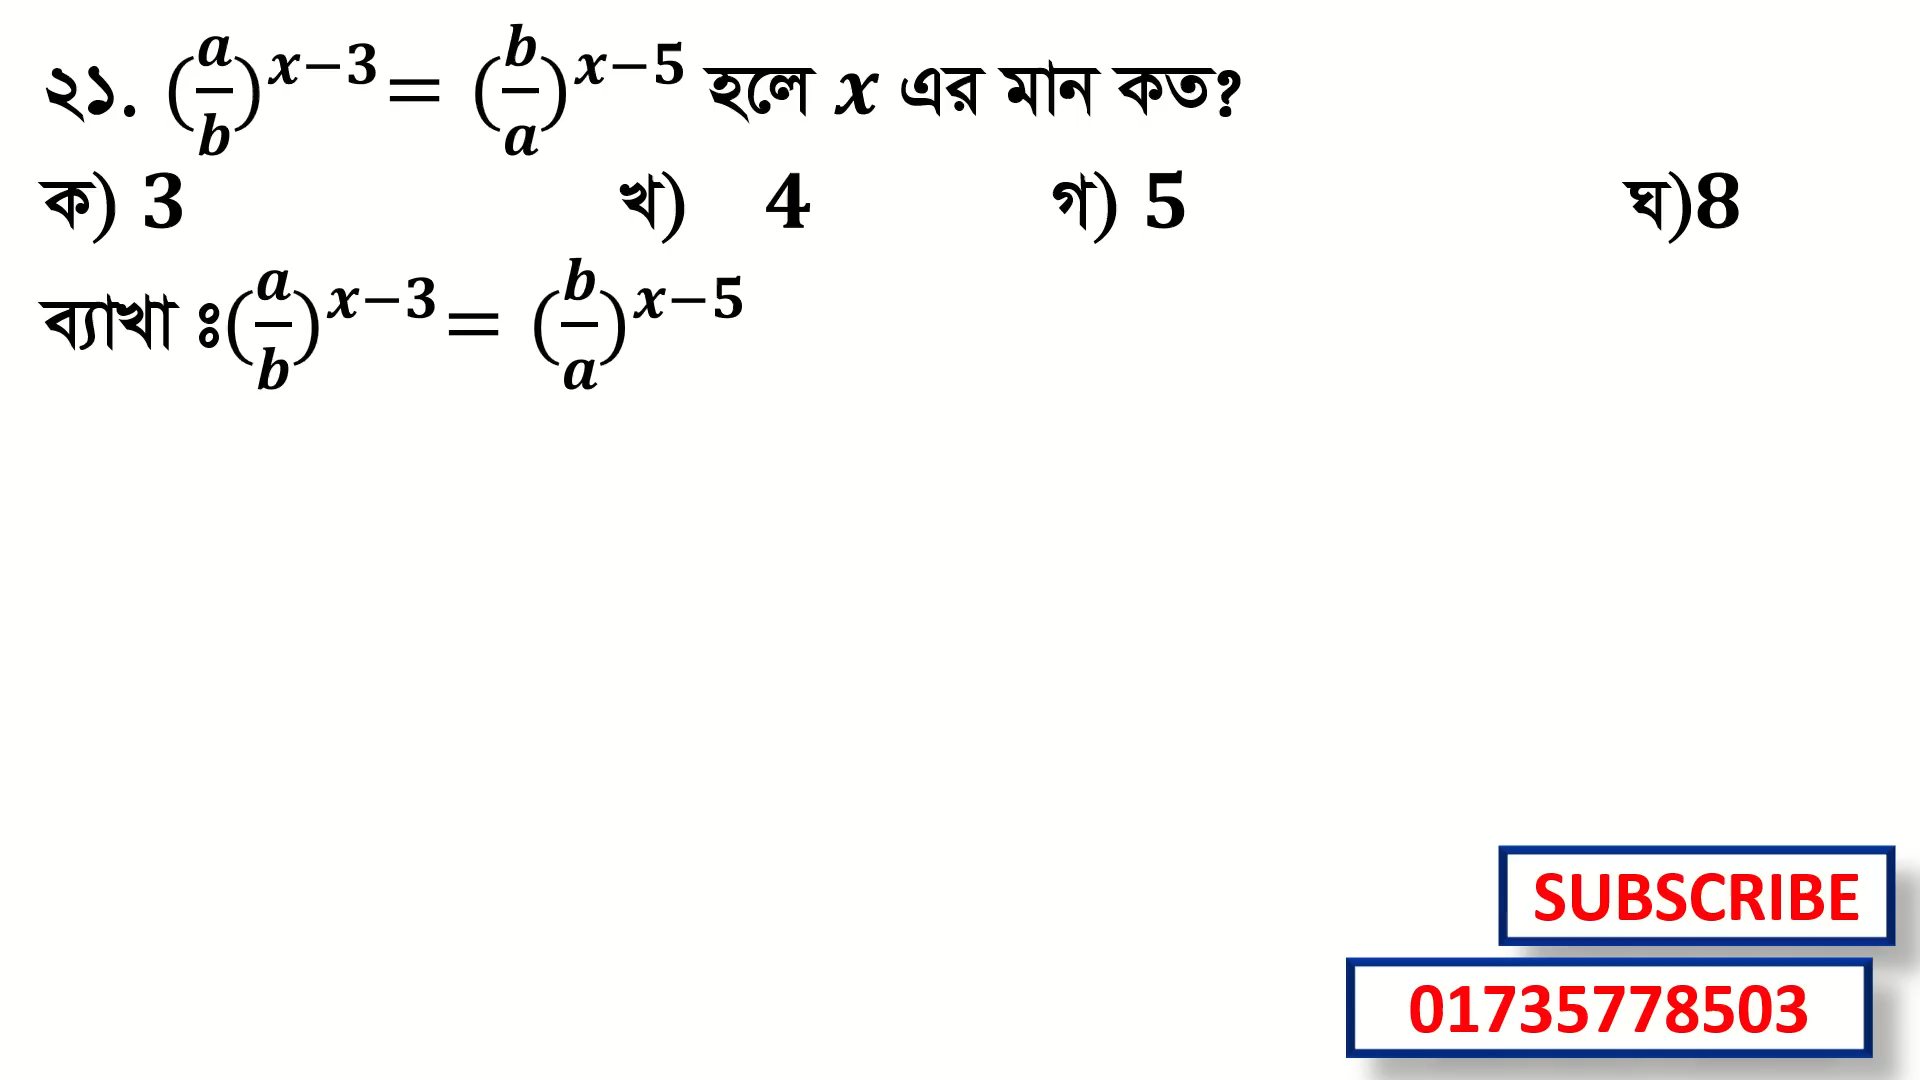 ২১. (a/b)^{x−3} = (b/a)^{x−5} হলে x এর মান কত?
ক) 3 খ) 4 গ) 5 ঘ)8
ব্যাখা ঃ(a/b)^{x−3} = (b/a)^{x−5}
SUBSCRIBE
01735778503